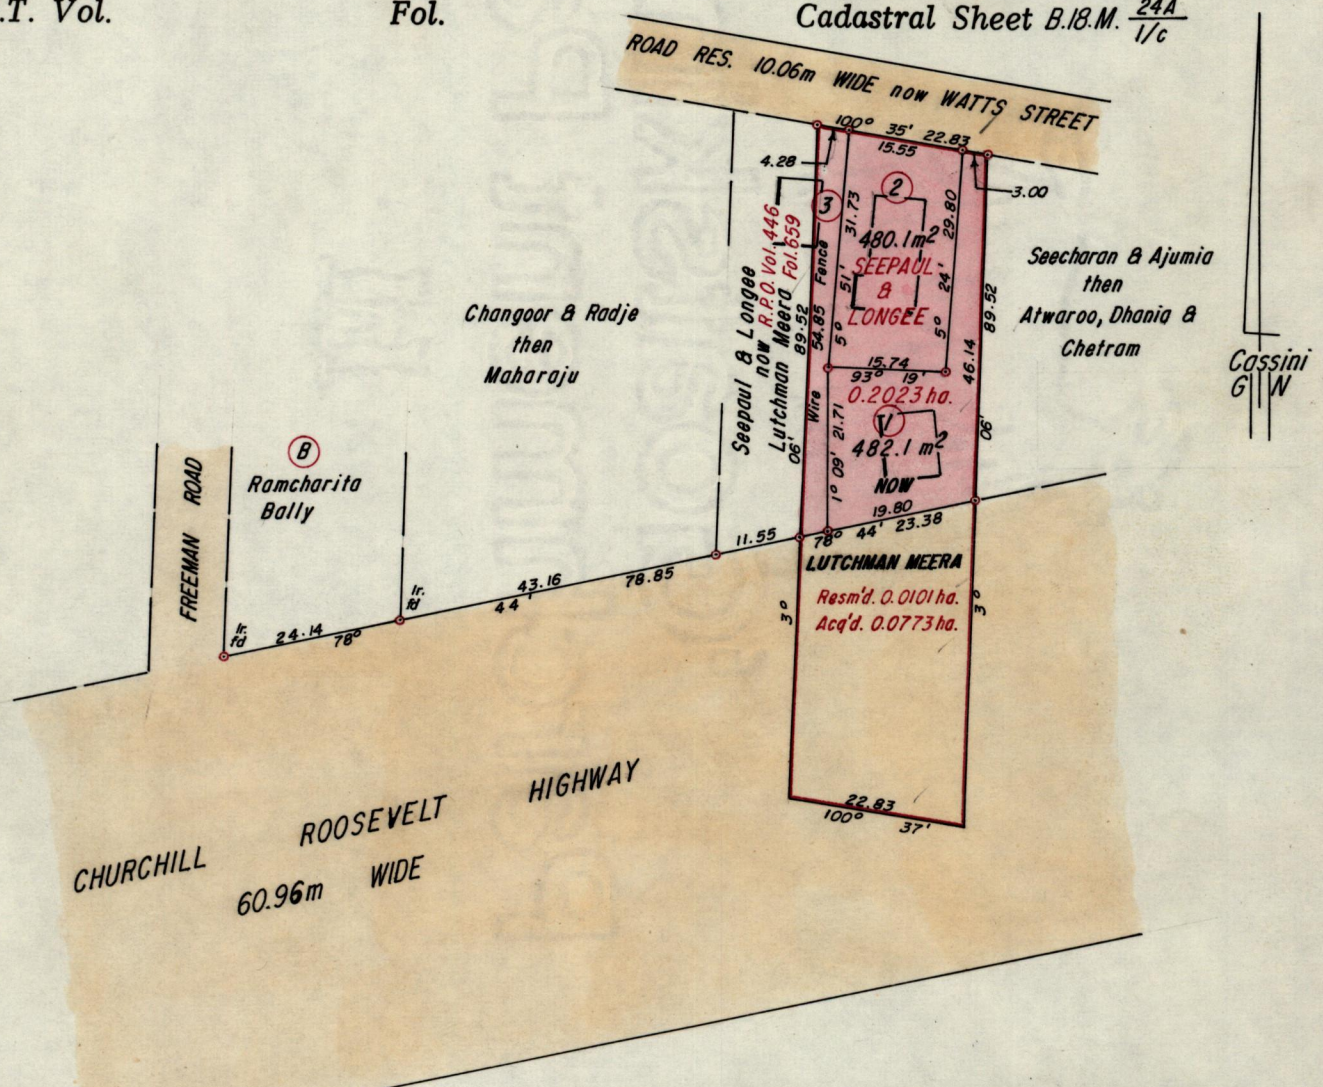 .T. Vol.
Fol.
Cadastral Sheet B.18.M. 24A
1/c
ROAD RES. 10.06m WIDE now WATTS STREET
100° 35' 22.83
15.55
4.28
3.00
3
2
31.73
29.80
480.1m²
SEEPAUL
&
LONGEE
Fence
51'
5°
24'
5°
Seepaul & Longee
now R.P.O. Vol. 446
Lutchman Meera Fol. 659
89.52
54.85
06'
89.52
46.14
06'
Seecharan & Ajumia
then
Atwaroo, Dhania &
Chetram
Cassini
G N
Changoor & Radje
then
Maharaju
15.74
93° 19'
0.2023 ha.
Wire
1° 09' 21.71
V
482.1 m²
NOW
19.80
78° 44' 23.38
B
Ramcharita
Bally
FREEMAN ROAD
11.55
43.16
78.85
44'
Ir.
fd
Ir.
fd
24.14
78°
LUTCHMAN MEERA
Resm'd. 0.0101 ha.
Acq'd. 0.0773 ha.
3°
3°
22.83
100° 37'
CHURCHILL ROOSEVELT HIGHWAY
60.96m WIDE